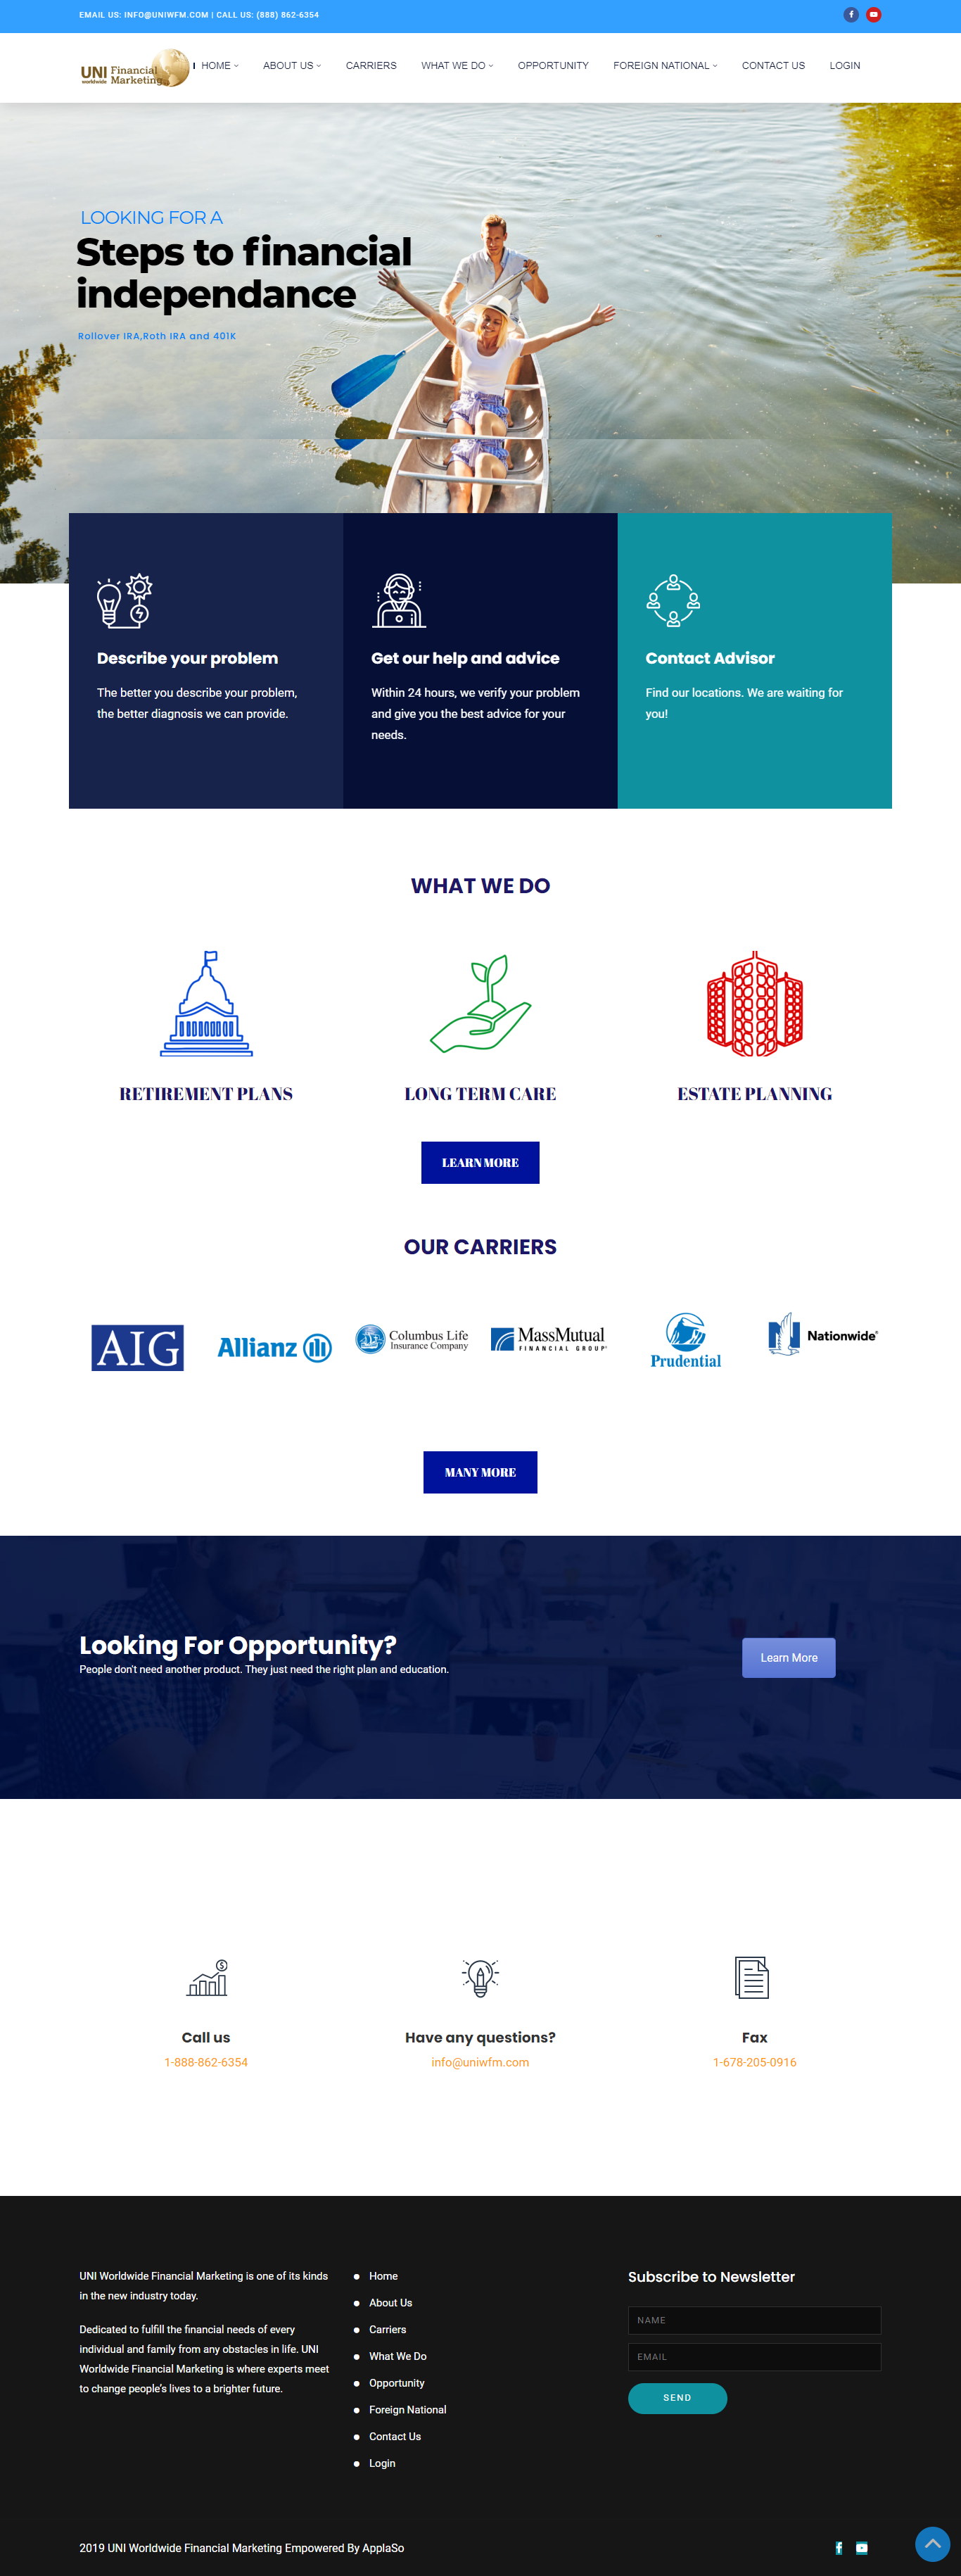 EMAIL US: INFO@UNIWFM.COM | CALL US: (888) 862-6354
UNI Financial
worldwide Marketing
HOME ABOUT US CARRIERS WHAT WE DO OPPORTUNITY FOREIGN NATIONAL CONTACT US LOGIN
LOOKING FOR A
Steps to financial
independance
Rollover IRA,Roth IRA and 401K
Describe your problem
The better you describe your problem,
the better diagnosis we can provide.
Get our help and advice
Within 24 hours, we verify your problem
and give you the best advice for your
needs.
Contact Advisor
Find our locations. We are waiting for
you!
WHAT WE DO
RETIREMENT PLANS
LONG TERM CARE
ESTATE PLANNING
LEARN MORE
OUR CARRIERS
AIG
Allianz
Columbus Life
Insurance Company
MassMutual
FINANCIAL GROUP
Prudential
Nationwide®
MANY MORE
Looking For Opportunity?
People don't need another product. They just need the right plan and education.
Learn More
Call us
1-888-862-6354
Have any questions?
info@uniwfm.com
Fax
1-678-205-0916
UNI Worldwide Financial Marketing is one of its kinds
in the new industry today.
Dedicated to fulfill the financial needs of every
individual and family from any obstacles in life. UNI
Worldwide Financial Marketing is where experts meet
to change people's lives to a brighter future.
Home
About Us
Carriers
What We Do
Opportunity
Foreign National
Contact Us
Login
Subscribe to Newsletter
NAME
EMAIL
SEND
2019 UNI Worldwide Financial Marketing Empowered By ApplaSo